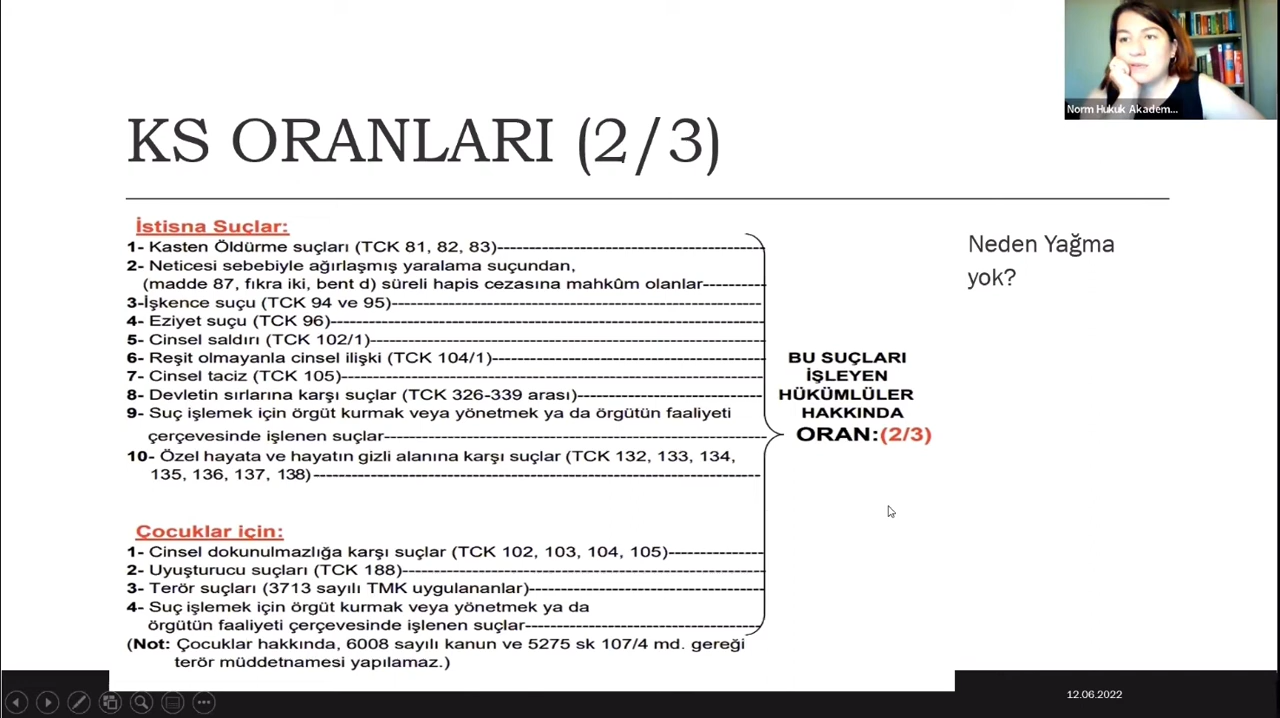 Norm Hukuk Akadem...
KS ORANLARI (2/3)
İstisna Suçlar:
1- Kasten Öldürme suçları (TCK 81, 82, 83)
2- Neticesi sebebiyle ağırlaşmış yaralama suçundan,
(madde 87, fıkra iki, bent d) süreli hapis cezasına mahkûm olanlar
3-İşkence suçu (TCK 94 ve 95)
4- Eziyet suçu (TCK 96)
5- Cinsel saldırı (TCK 102/1)
6- Reşit olmayanla cinsel ilişki (TCK 104/1)
7- Cinsel taciz (TCK 105)
8- Devletin sırlarına karşı suçlar (TCK 326-339 arası)
9- Suç işlemek için örgüt kurmak veya yönetmek ya da örgütün faaliyeti
çerçevesinde işlenen suçlar
10- Özel hayata ve hayatın gizli alanına karşı suçlar (TCK 132, 133, 134,
135, 136, 137, 138)
Çocuklar için:
1- Cinsel dokunulmazlığa karşı suçlar (TCK 102, 103, 104, 105)
2- Uyuşturucu suçları (TCK 188)
3- Terör suçları (3713 sayılı TMK uygulananlar)
4- Suç işlemek için örgüt kurmak veya yönetmek ya da
örgütün faaliyeti çerçevesinde işlenen suçlar
(Not: Çocuklar hakkında, 6008 sayılı kanun ve 5275 sk 107/4 md. gereği
terör müddetnamesi yapılamaz.)
BU SUÇLARI
İŞLEYEN
HÜKÜMLÜLER
HAKKINDA
ORAN:(2/3)
Neden Yağma
yok?
12.06.2022